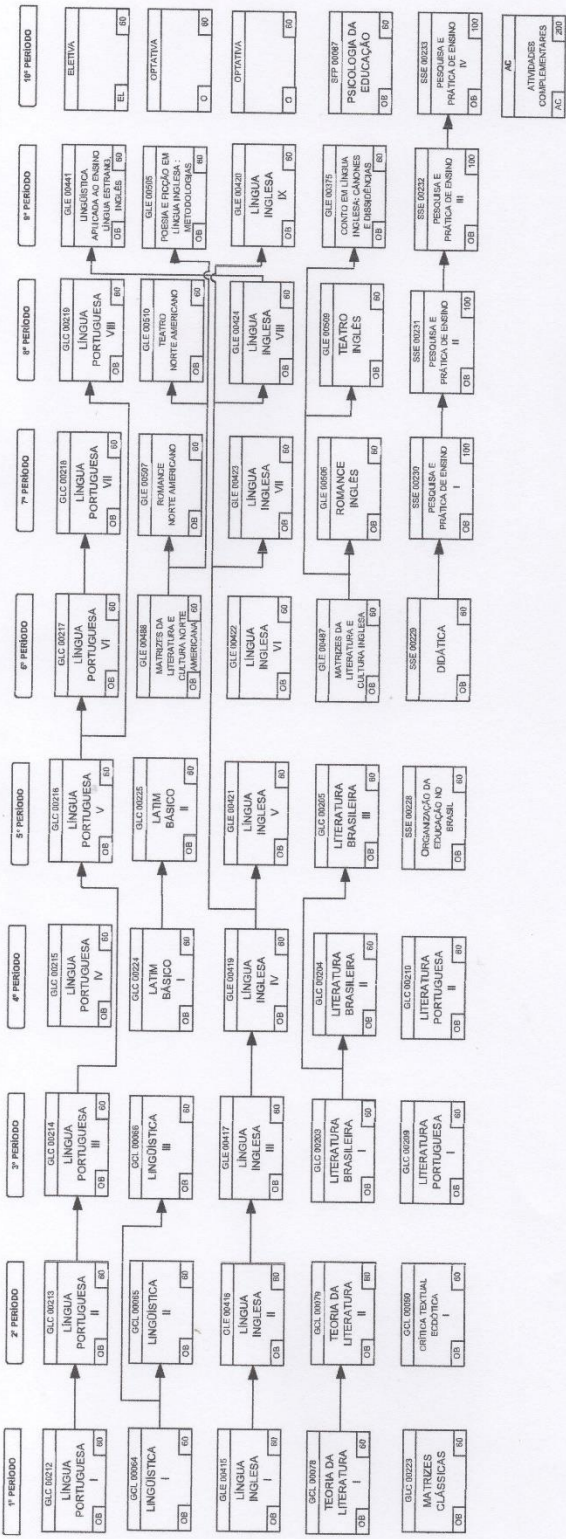 1º PERÍODO
GLC 00212
LÍNGUA
PORTUGUESA
I
OB 60
GCL 00064
LINGÜÍSTICA
I
OB 60
GLE 00415
LÍNGUA
INGLESA
I
OB 60
GCL 00078
TEORIA DA
LITERATURA
I
OB 60
GLC 00223
MATRIZES
CLÁSSICAS
OB 60
2º PERÍODO
GLC 00213
LÍNGUA
PORTUGUESA
II
OB 60
GCL 00065
LINGÜÍSTICA
II
OB 60
GLE 00416
LÍNGUA
INGLESA
II
OB 60
GCL 00079
TEORIA DA
LITERATURA
II
OB 60
CRÍTICA TEXTUAL
ECDÓTICA
I
OB 60
3º PERÍODO
GLC 00214
LÍNGUA
PORTUGUESA
III
OB 60
GCL 00066
LINGÜÍSTICA
III
OB 60
GLE 00417
LÍNGUA
INGLESA
III
OB 60
GLC 00203
LITERATURA
BRASILEIRA
I
OB 60
GLC 00209
LITERATURA
PORTUGUESA
I
OB 60
4º PERÍODO
GLC 00215
LÍNGUA
PORTUGUESA
IV
OB 60
GLC 00224
LATIM
BÁSICO
I
OB 60
GLE 00419
LÍNGUA
INGLESA
IV
OB 60
GLC 00204
LITERATURA
BRASILEIRA
II
OB 60
GLC 00210
LITERATURA
PORTUGUESA
II
OB 60
5º PERÍODO
GLC 00216
LÍNGUA
PORTUGUESA
V
OB 60
GLC 00225
LATIM
BÁSICO
II
OB 60
GLE 00421
LÍNGUA
INGLESA
V
OB 60
GLC 00205
LITERATURA
BRASILEIRA
III
OB 60
SSE 00228
ORGANIZAÇÃO DA
EDUCAÇÃO NO
BRASIL
OB 60
6º PERÍODO
GLC 00217
LÍNGUA
PORTUGUESA
VI
OB 60
GLE 00488
MATRIZES DA
LITERATURA E
CULTURA NORTE
AMERICANA
OB 60
GLE 00422
LÍNGUA
INGLESA
VI
OB 60
GLE 00487
MATRIZES DA
LITERATURA E
CULTURA INGLESA
OB 60
SSE 00229
DIDÁTICA
OB 60
7º PERÍODO
GLC 00218
LÍNGUA
PORTUGUESA
VII
OB 60
GLE 00507
ROMANCE
NORTE AMERICANO
OB 60
GLE 00423
LÍNGUA
INGLESA
VII
OB 60
GLE 00506
ROMANCE
INGLÊS
OB 60
SSE 00230
PESQUISA E
PRÁTICA DE ENSINO
I
OB 100
8º PERÍODO
GLC 00219
LÍNGUA
PORTUGUESA
VIII
OB 60
GLE 00510
TEATRO
NORTE AMERICANO
OB 60
GLE 00424
LÍNGUA
INGLESA
VIII
OB 60
GLE 00509
TEATRO
INGLÊS
OB 60
SSE 00231
PESQUISA E
PRÁTICA DE ENSINO
II
OB 100
9º PERÍODO
GLE 00441
LINGÜÍSTICA
APLICADA AO ENSINO
LÍNGUA ESTRANG.
INGLÊS
OB 60
GLE 00505
POESIA E FICÇÃO EM
LÍNGUA INGLESA :
METODOLOGIAS
OB 60
GLE 00420
LÍNGUA
INGLESA
IX
OB 60
GLE 00375
CONTO EM LÍNGUA
INGLESA: CÂNONES
E DISSIDÊNCIAS
OB 60
SSE 00232
PESQUISA E
PRÁTICA DE ENSINO
III
OB 100
10º PERÍODO
ELETIVA
EL 60
OPTATIVA
O 60
OPTATIVA
O 60
SFP 00087
PSICOLOGIA DA
EDUCAÇÃO
OB 60
SSE 00233
PESQUISA E
PRÁTICA DE ENSINO
IV
OB 100
AC
ATIVIDADES
COMPLEMENTARES
AC 200